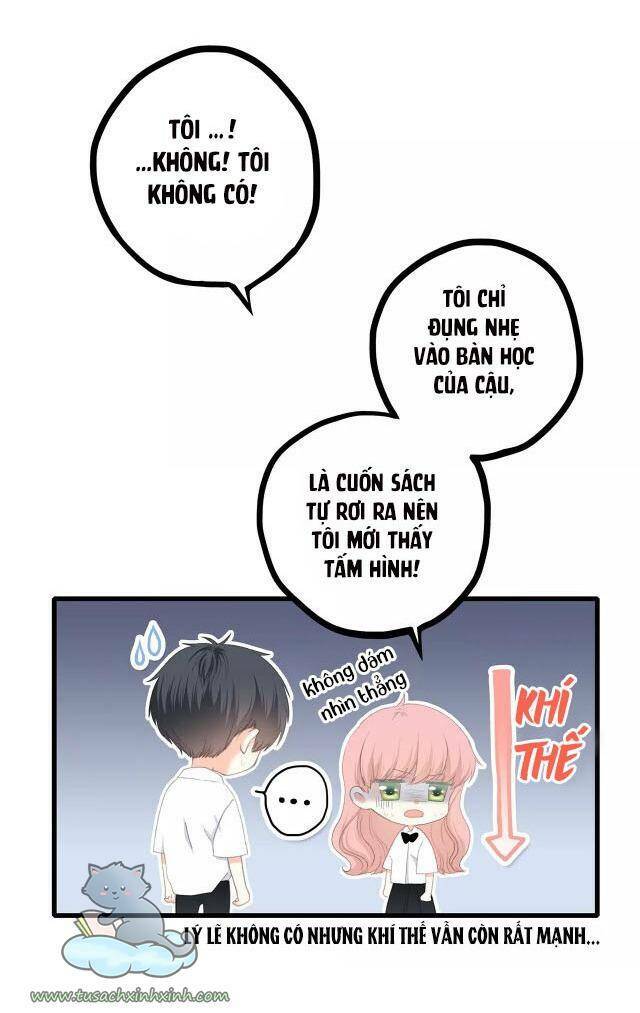 TÔI ...!
...KHÔNG! TÔI
KHÔNG CÓ!
TÔI CHỈ
ĐỤNG NHẸ
VÀO BÀN HỌC
CỦA CẬU,
LÀ CUỐN SÁCH
TỰ RƠI RA NÊN
TÔI MỚI THẤY
TẤM HÌNH!
không dám
nhìn thẳng
KHÍ
THẾ
...
LÝ LẼ KHÔNG CÓ NHƯNG KHÍ THẾ VẪN CÒN RẤT MẠNH...
www.tusachxinhxinh.com